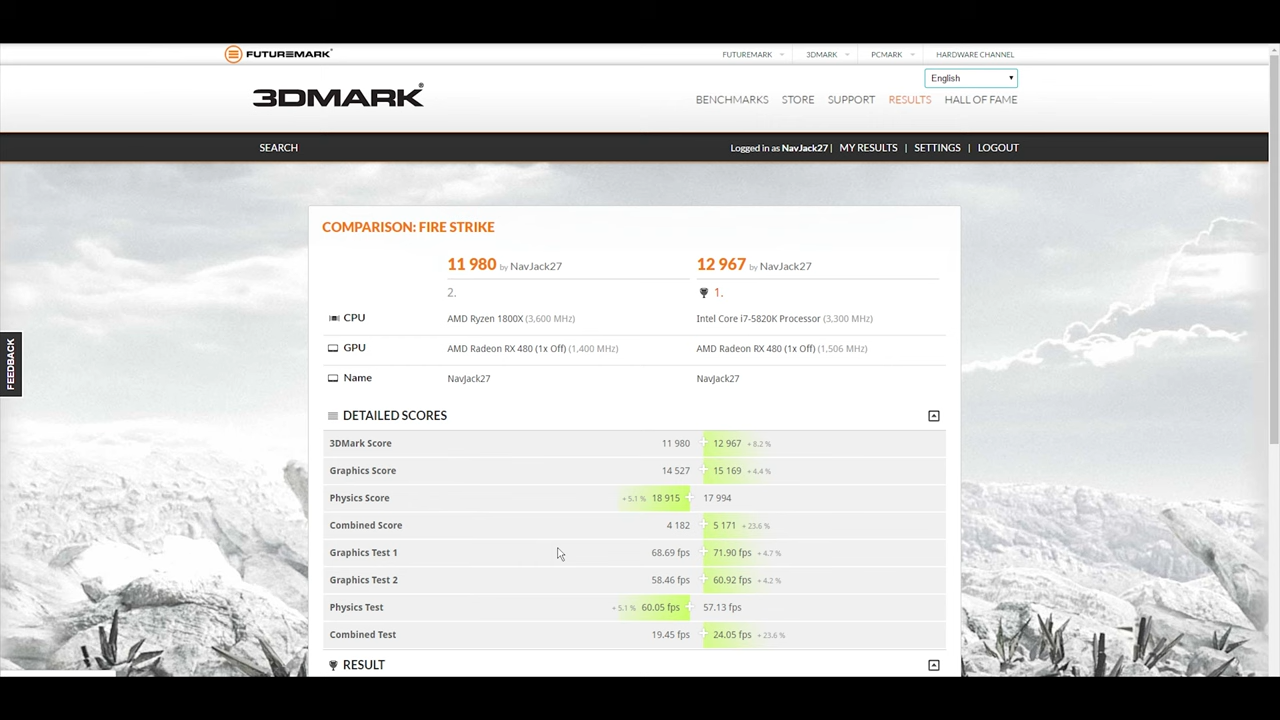 FUTUREMARK
FUTUREMARK 3DMARK PCMARK HARDWARE CHANNEL
English
3DMARK®
BENCHMARKS STORE SUPPORT RESULTS HALL OF FAME
SEARCH
Logged in as NavJack27 | MY RESULTS | SETTINGS | LOGOUT
FEEDBACK
COMPARISON: FIRE STRIKE
11 980 by NavJack27 12 967 by NavJack27
2. 1.
CPU AMD Ryzen 1800X (3,600 MHz) Intel Core i7-5820K Processor (3,300 MHz)
GPU AMD Radeon RX 480 (1x Off) (1,400 MHz) AMD Radeon RX 480 (1x Off) (1,506 MHz)
Name NavJack27 NavJack27
DETAILED SCORES
3DMark Score 11 980 12 967 + 8.2 %
Graphics Score 14 527 15 169 + 4.4 %
Physics Score + 5.1 % 18 915 17 994
Combined Score 4 182 5 171 + 23.6 %
Graphics Test 1 68.69 fps 71.90 fps + 4.7 %
Graphics Test 2 58.46 fps 60.92 fps + 4.2 %
Physics Test + 5.1 % 60.05 fps 57.13 fps
Combined Test 19.45 fps 24.05 fps + 23.6 %
RESULT